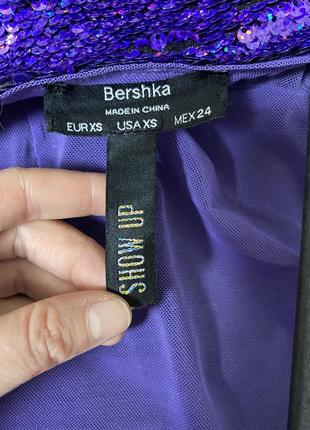 Bershka
MADE IN CHINA
EUR XS USA XS MEX 24
SHOW UP